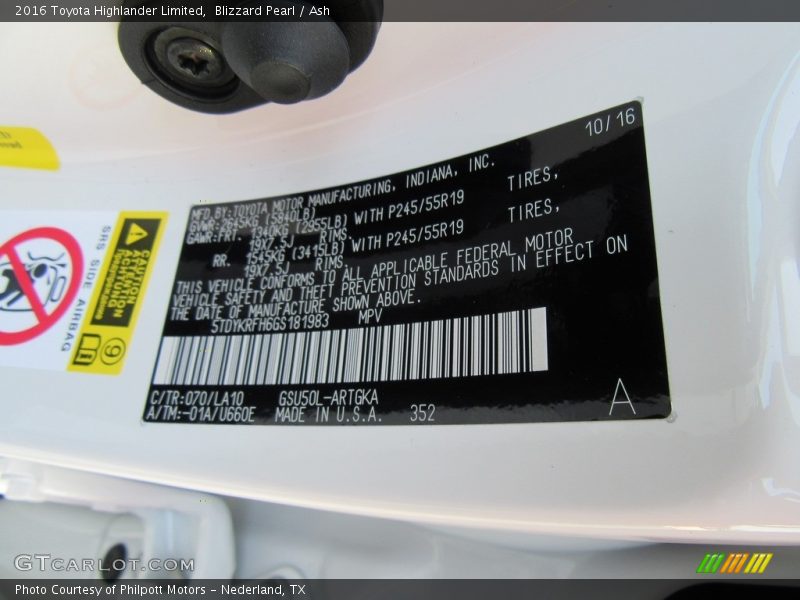 2016 Toyota Highlander Limited, Blizzard Pearl / Ash
10/16
MFD BY: TOYOTA MOTOR MANUFACTURING, INDIANA, INC.
GVWR: 2645KG (5840LB)
GAWR: FRT. 1340KG (2955LB) WITH P245/55R19 TIRES,
19X7.5J RIMS
RR. 1545KG (3415LB) WITH P245/55R19 TIRES,
19X7.5J RIMS
THIS VEHICLE CONFORMS TO ALL APPLICABLE FEDERAL MOTOR
VEHICLE SAFETY AND THEFT PREVENTION STANDARDS IN EFFECT ON
THE DATE OF MANUFACTURE SHOWN ABOVE.
5TDYKRFH6GS181983 MPV
C/TR:070/LA10 GSU50L-ARTGKA
A/TM:-01A/U660E MADE IN U.S.A. 352
A
SRS SIDE AIRBAG
CAUTION
ATTENTION
ACHTUNG
6
GTCARLOT.COM
Photo Courtesy of Philpott Motors – Nederland, TX